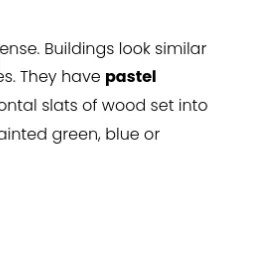 ense. Buildings look similar
es. They have pastel
ontal slats of wood set into
ainted green, blue or